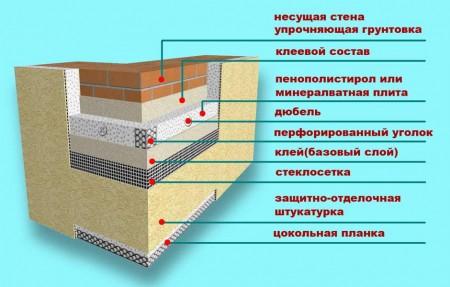 несущая стена
упрочняющая грунтовка
клеевой состав
пенополистирол или
минералватная плита
дюбель
перфорированный уголок
клей(базовый слой)
стеклосетка
защитно-отделочная
штукатурка
цокольная планка